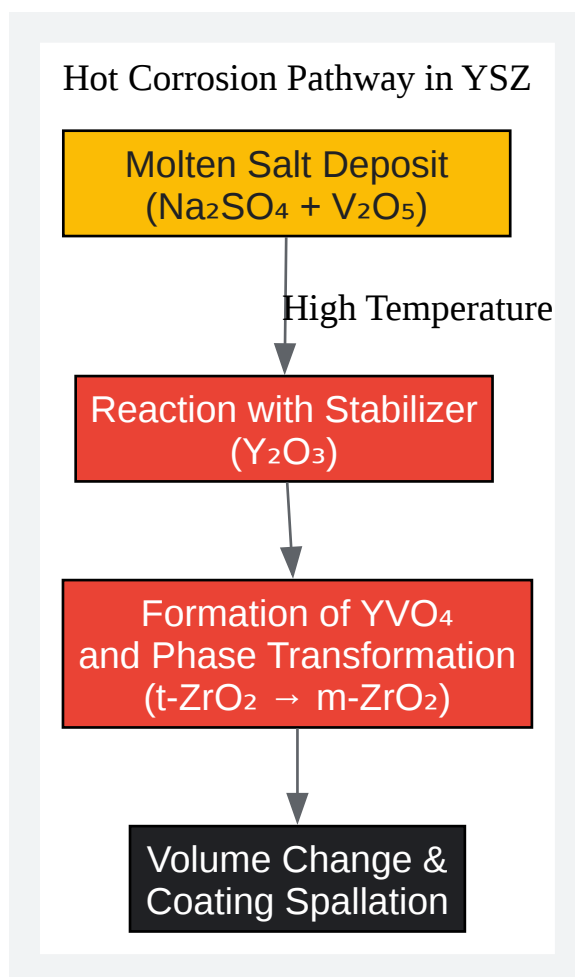 Hot Corrosion Pathway in YSZ
Molten Salt Deposit
(Na₂SO₄ + V₂O₅)
High Temperature
Reaction with Stabilizer
(Y₂O₃)
Formation of YVO₄
and Phase Transformation
(t-ZrO₂ → m-ZrO₂)
Volume Change &
Coating Spallation